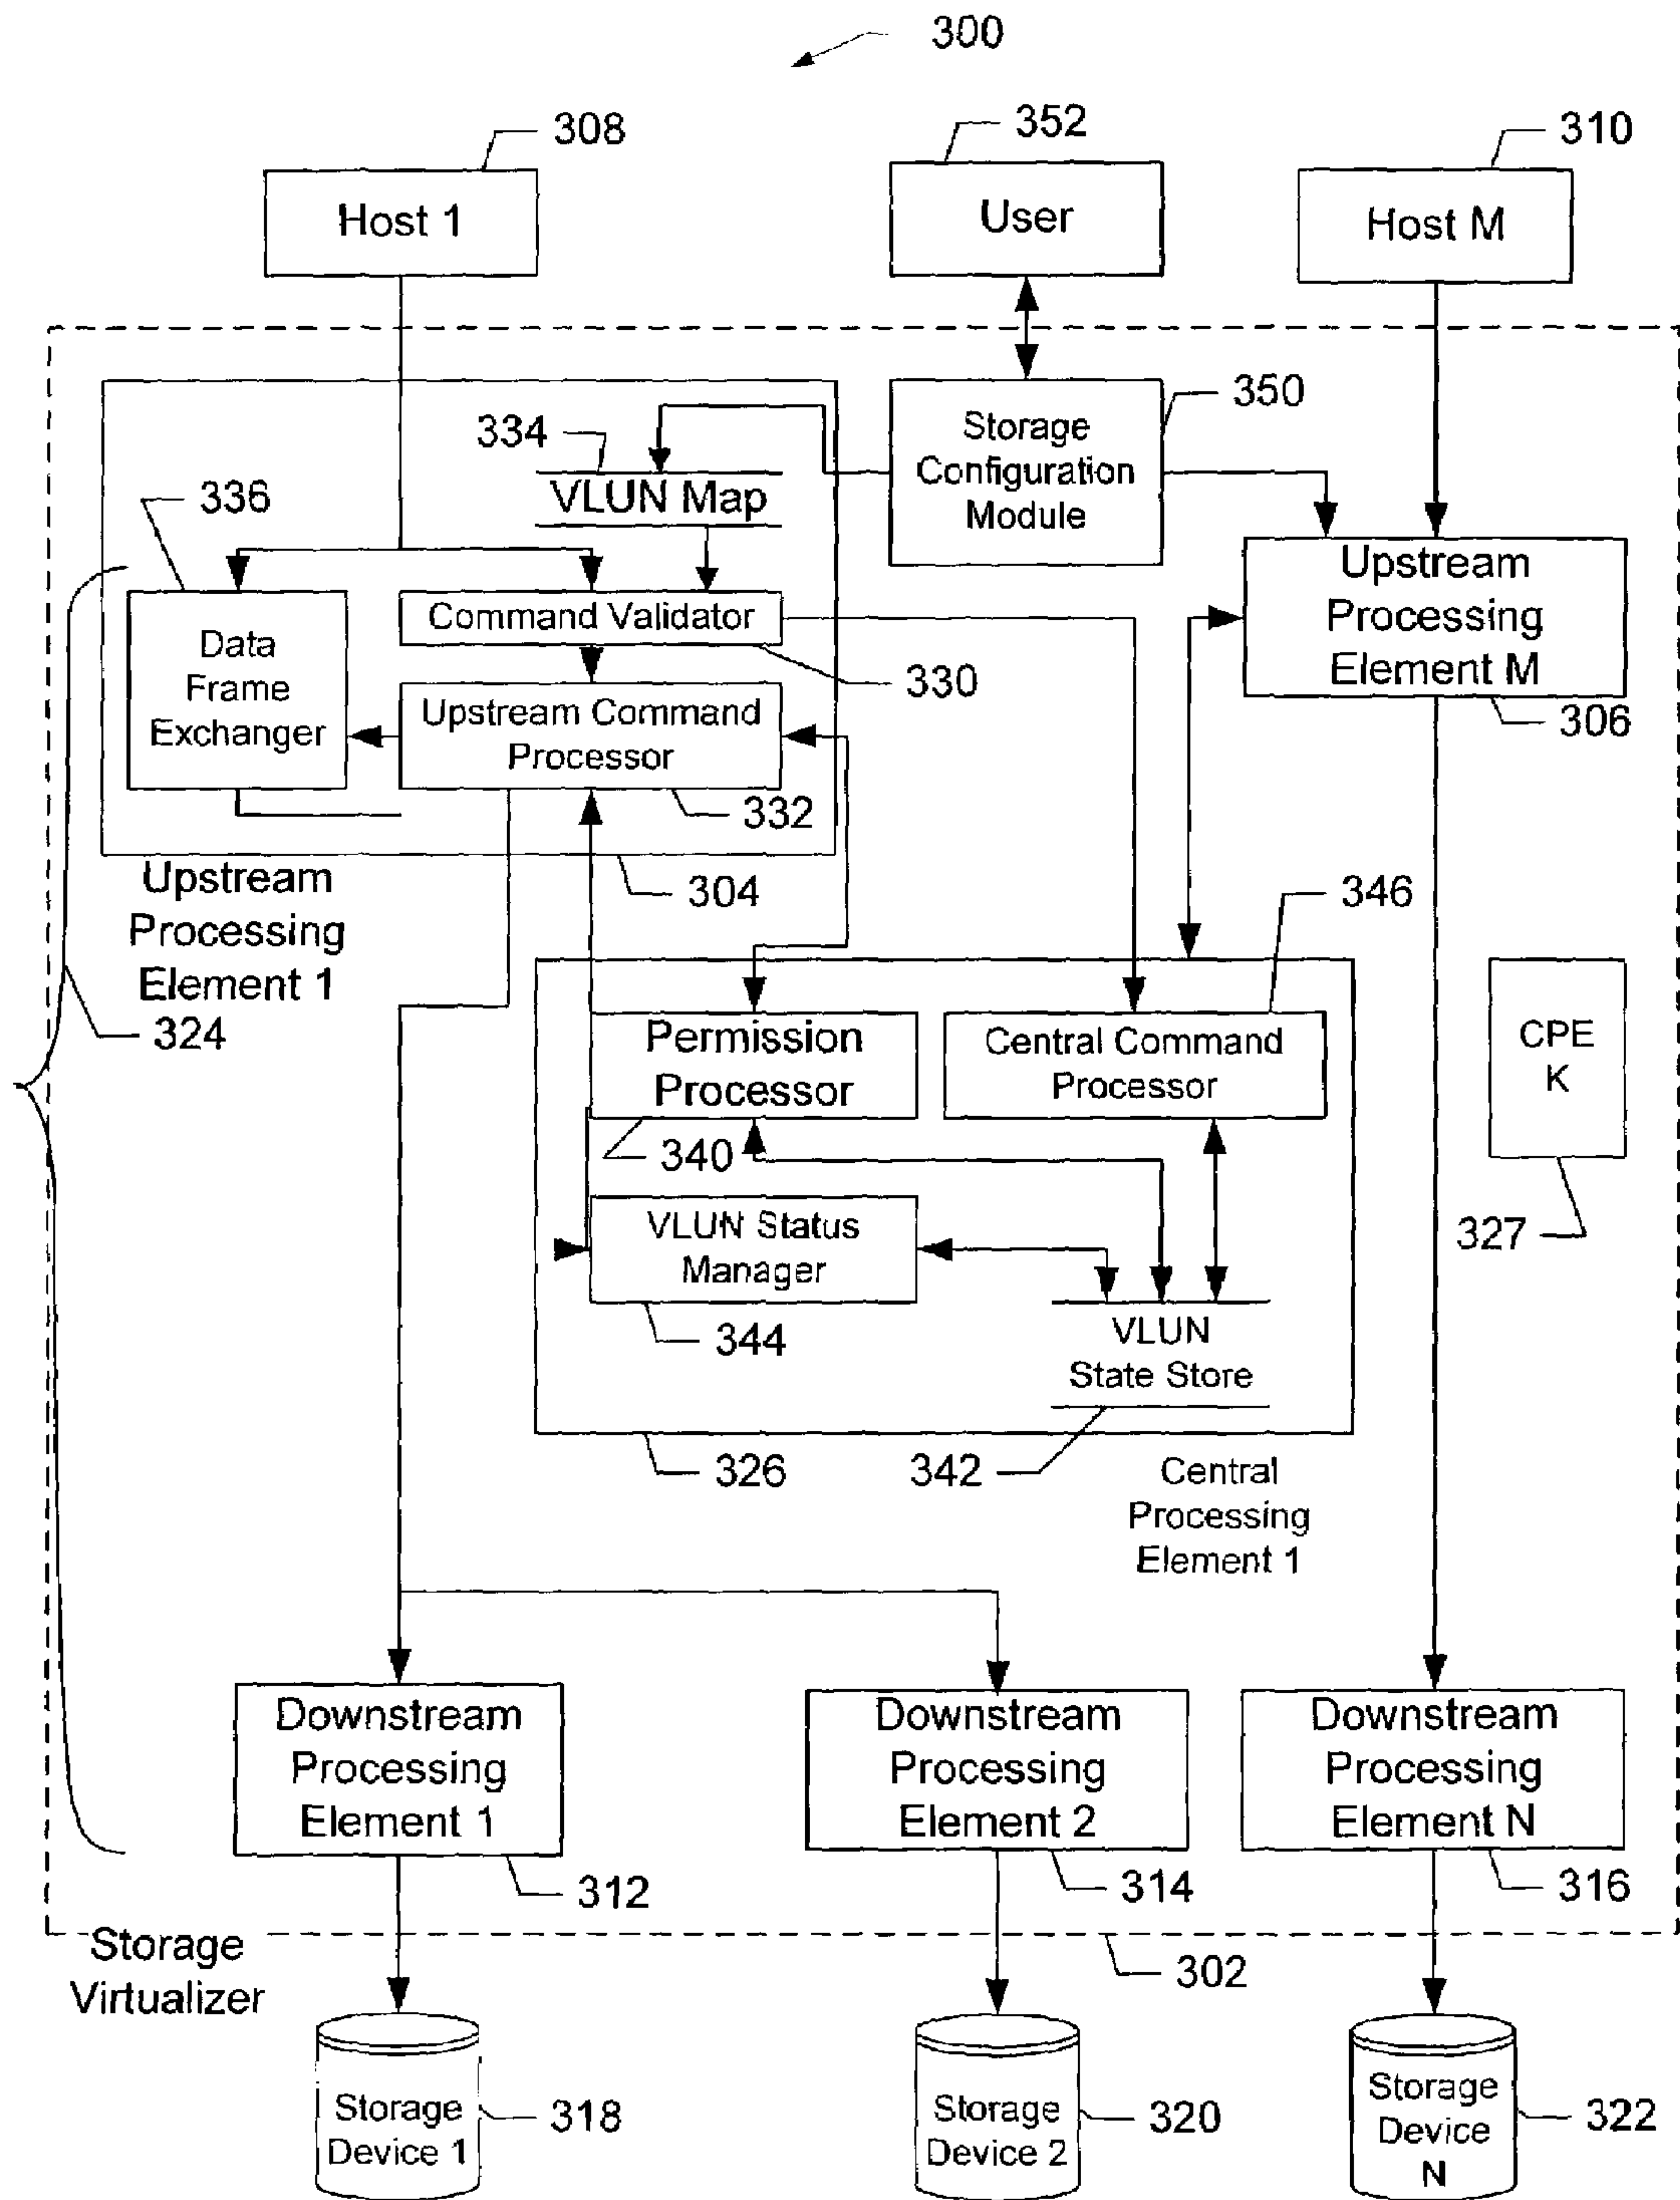 300
308
352
310
Host 1
User
Host M
334
VLUN Map
350
Storage
Configuration
Module
336
Data
Frame
Exchanger
Command Validator
330
Upstream Command
Processor
332
Upstream
Processing
Element M
306
304
Upstream
Processing
Element 1
324
346
Permission
Processor
340
Central Command
Processor
CPE
K
327
VLUN Status
Manager
344
VLUN
State Store
326
342
Central
Processing
Element 1
Downstream
Processing
Element 1
312
Downstream
Processing
Element 2
314
Downstream
Processing
Element N
316
Storage
Virtualizer
302
Storage
Device 1
318
Storage
Device 2
320
Storage
Device
N
322